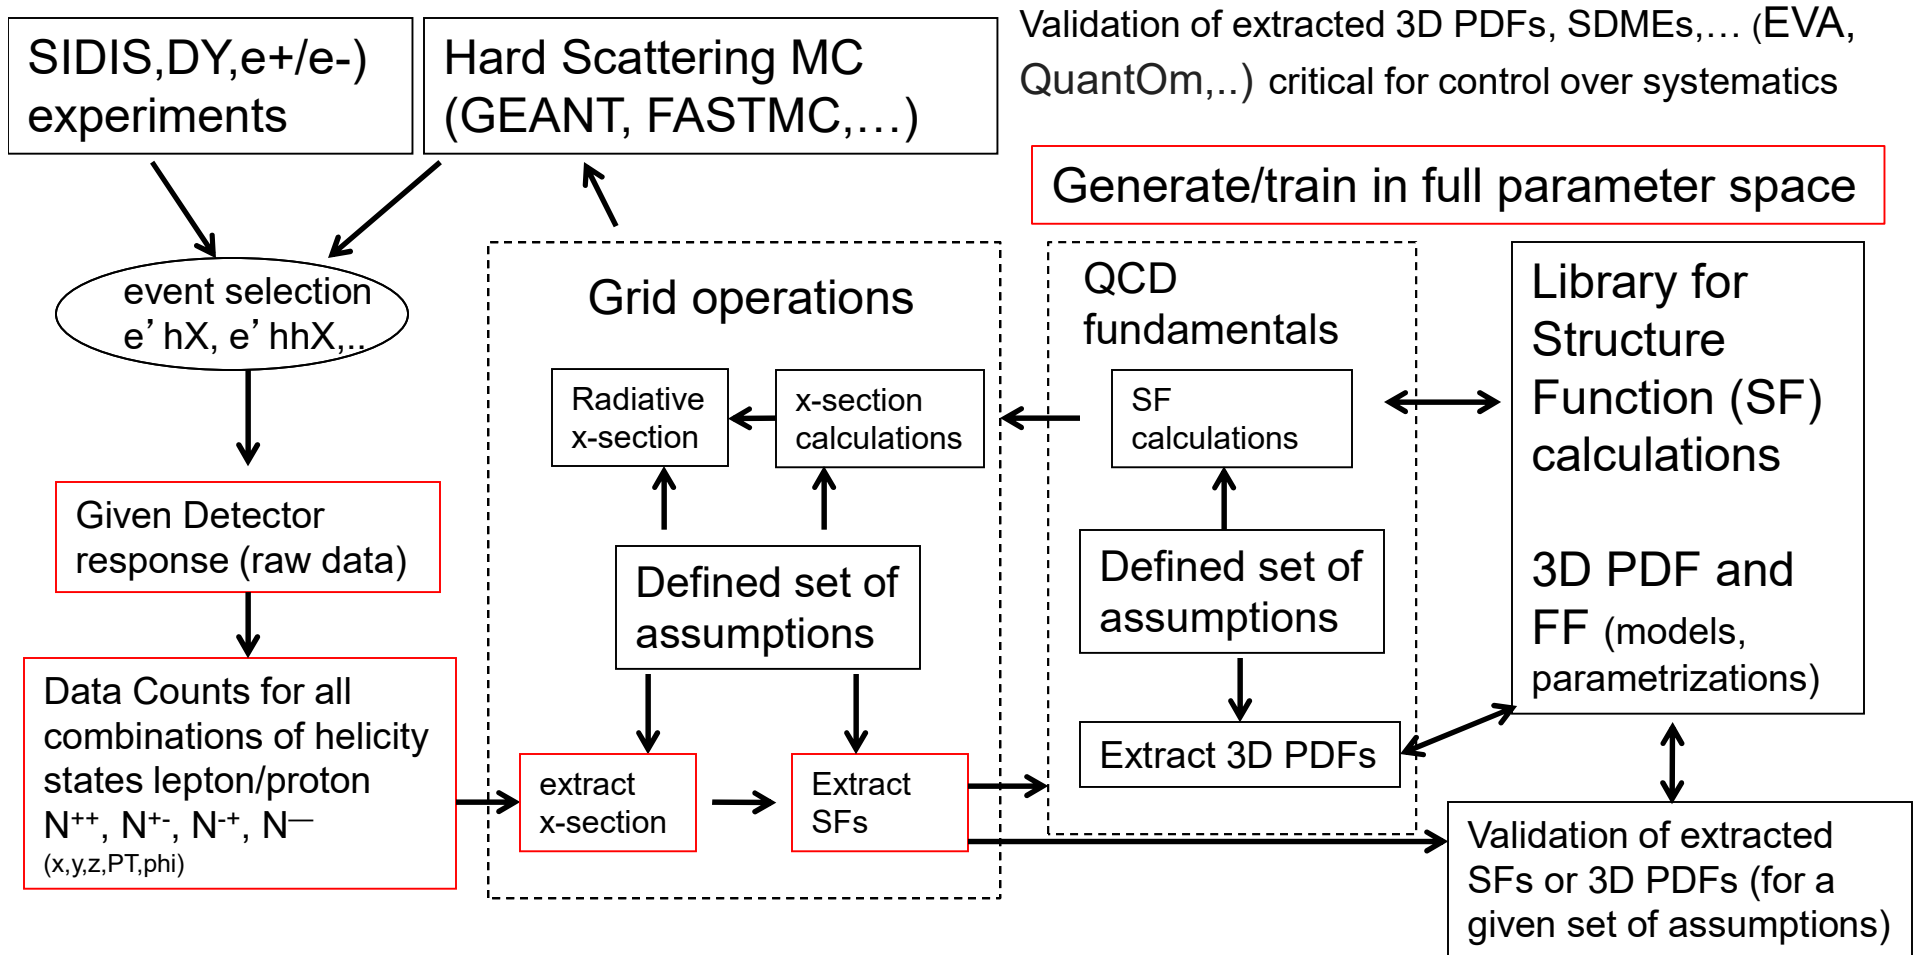 SIDIS,DY,e+/e-)
experiments
Hard Scattering MC
(GEANT, FASTMC,…)
Validation of extracted 3D PDFs, SDMEs,… (EVA,
QuantOm,..) critical for control over systematics
Generate/train in full parameter space
event selection
e’ hX, e’ hhX,..
Given Detector
response (raw data)
Data Counts for all
combinations of helicity
states lepton/proton
N⁺⁺, N⁺⁻, N⁻⁺, N⁻⁻
(x,y,z,PT,phi)
Grid operations
Radiative
x-section
x-section
calculations
Defined set of
assumptions
extract
x-section
Extract
SFs
QCD
fundamentals
SF
calculations
Defined set of
assumptions
Extract 3D PDFs
Library for
Structure
Function (SF)
calculations
3D PDF and
FF (models,
parametrizations)
Validation of extracted
SFs or 3D PDFs (for a
given set of assumptions)